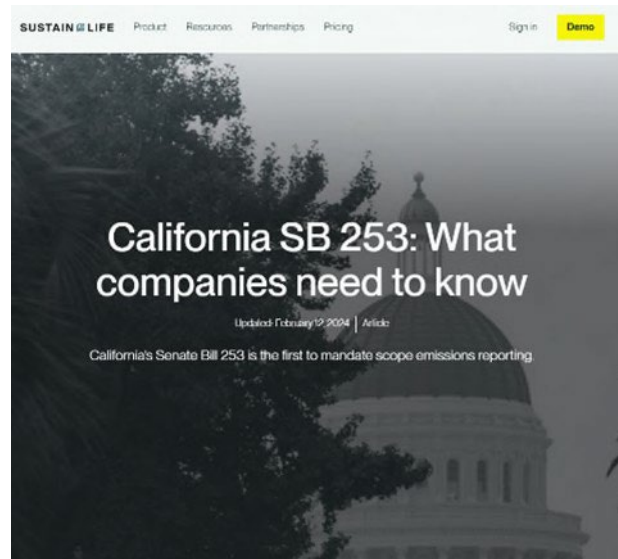 SUSTAIN LIFE Product Resources Partnerships Pricing Sign in Demo
California SB 253: What
companies need to know
Updated: February 12, 2024 | Article
California's Senate Bill 253 is the first to mandate scope emissions reporting.